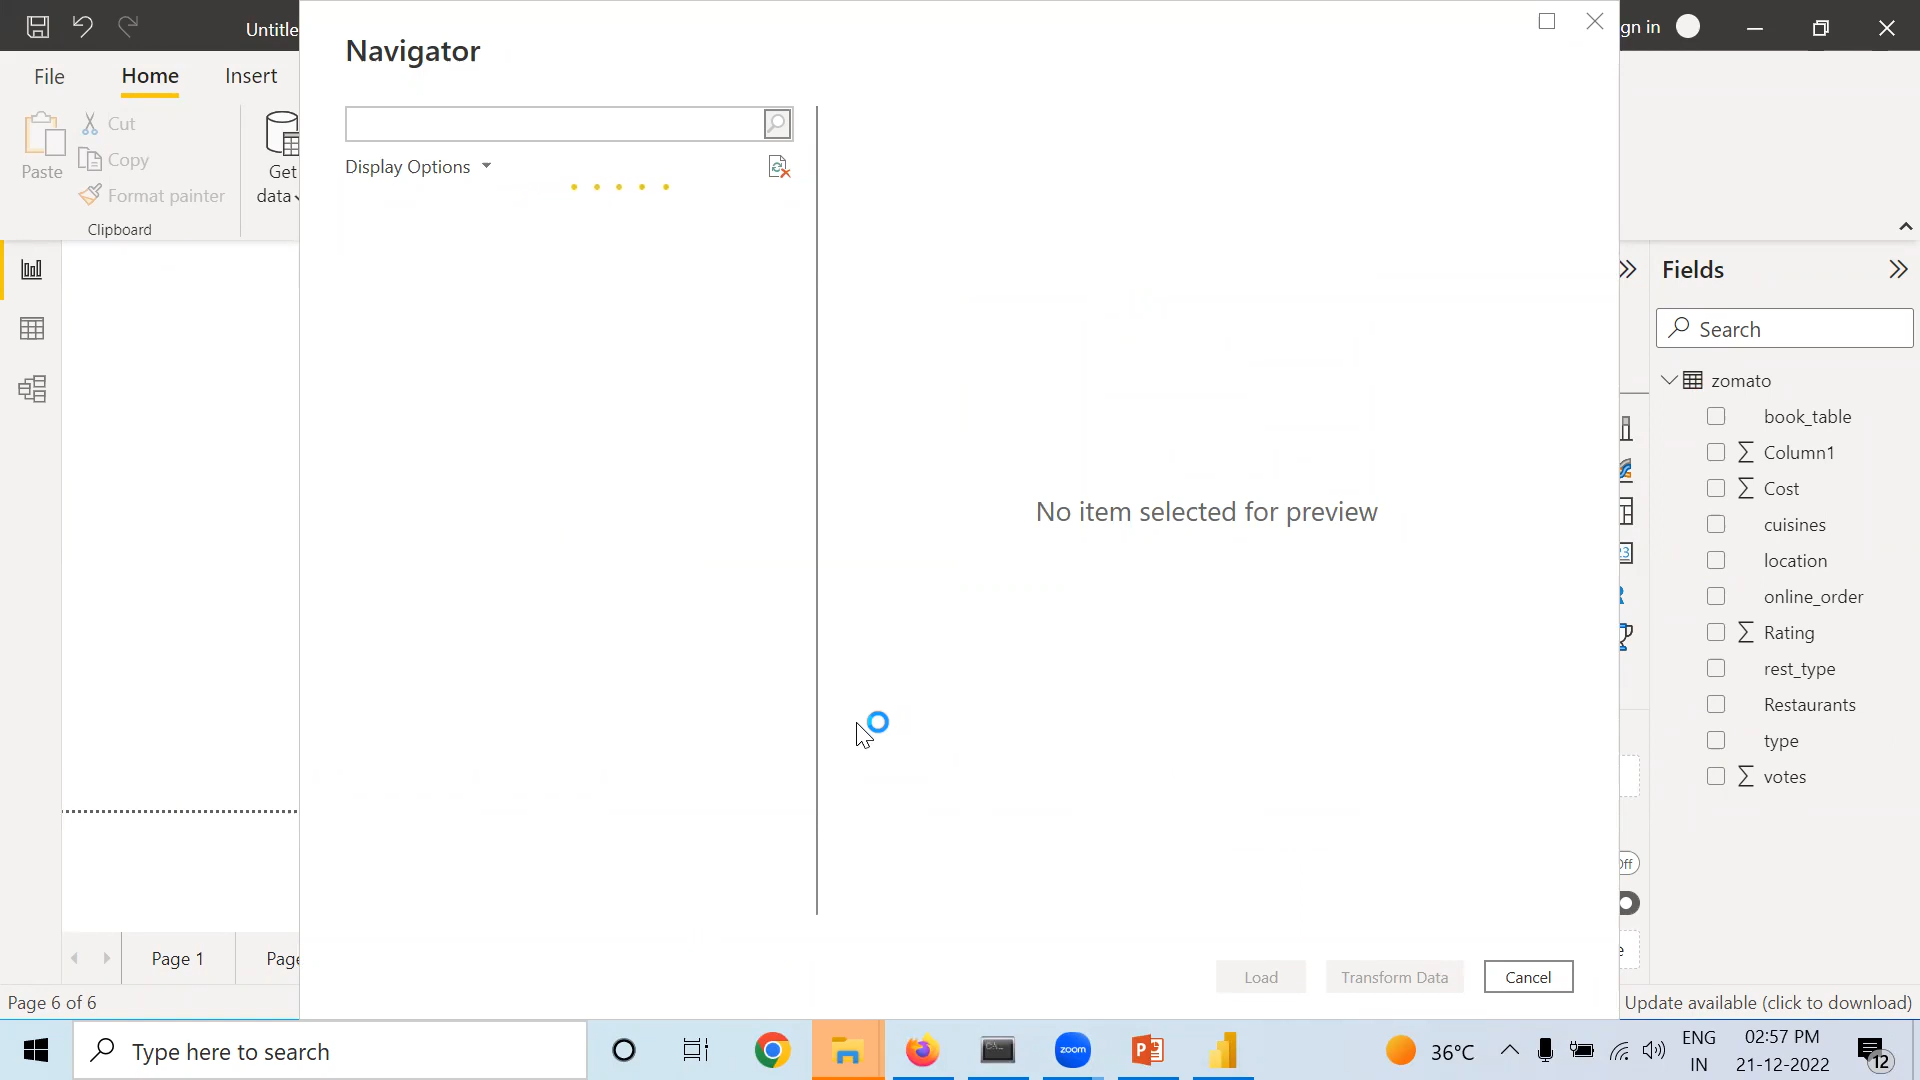 Untitle
gn in
File
Home
Insert
Paste
Cut
Copy
Format painter
Clipboard
Get
data
Navigator
Display Options
No item selected for preview
Load
Transform Data
Cancel
Fields
Search
zomato
book_table
Column1
Cost
cuisines
location
online_order
Rating
rest_type
Restaurants
type
votes
Off
Page 1
Page
Page 6 of 6
Update available (click to download)
Type here to search
zoom
36°C
ENG
IN
02:57 PM
21-12-2022
12